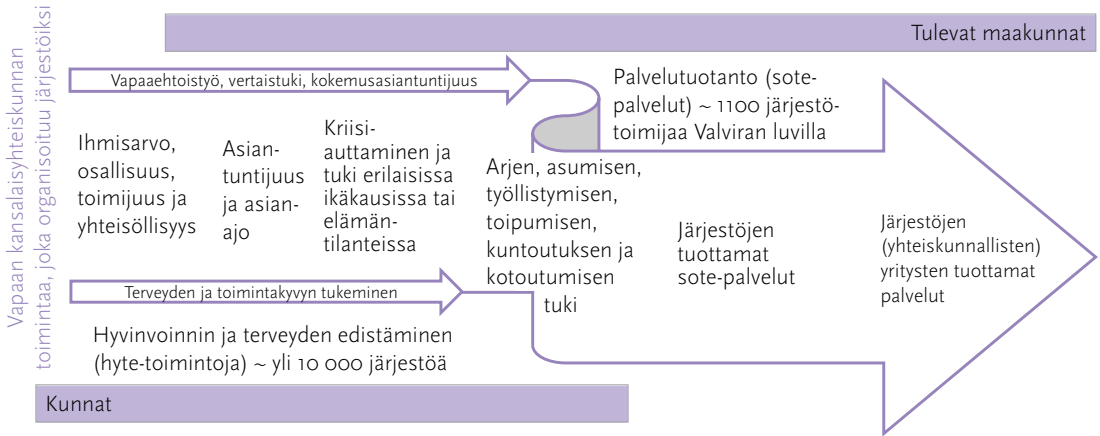 Vapaan kansalaisyhteiskunnan
toimintaa, joka organisoituu järjestöiksi
Tulevat maakunnat
Vapaaehtoistyö, vertaistuki, kokemusasiantuntijuus
Palvelutuotanto (sote-
palvelut) ~ 1100 järjestö-
toimijaa Valviran luvilla
Ihmisarvo,
osallisuus,
toimijuus ja
yhteisöllisyys
Asian-
tuntijuus
ja asian-
ajo
Kriisi-
auttaminen ja
tuki erilaisissa
ikäkausissa tai
elämän-
tilanteissa
Arjen, asumisen,
työllistymisen,
toipumisen,
kuntoutuksen ja
kotoutumisen
tuki
Järjestöjen
tuottamat
sote-palvelut
Järjestöjen
(yhteiskunnallisten)
yritysten tuottamat
palvelut
Terveyden ja toimintakyvyn tukeminen
Hyvinvoinnin ja terveyden edistäminen
(hyte-toimintoja) ~ yli 10 000 järjestöä
Kunnat